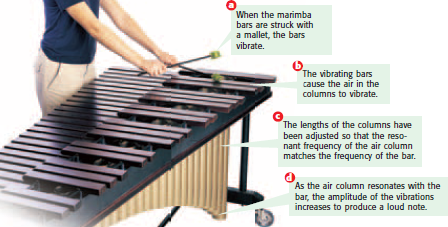 a
When the marimba
bars are struck with
a mallet, the bars
vibrate.
b
The vibrating bars
cause the air in the
columns to vibrate.
c
The lengths of the columns have
been adjusted so that the reso-
nant frequency of the air column
matches the frequency of the bar.
d
As the air column resonates with the
bar, the amplitude of the vibrations
increases to produce a loud note.